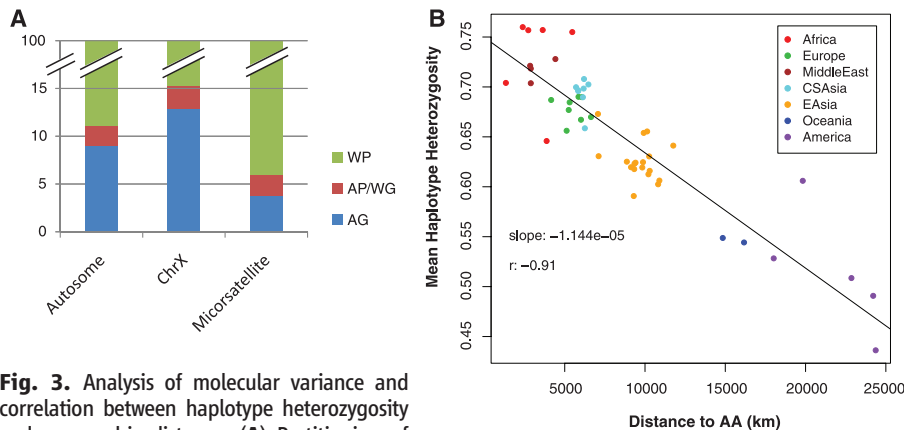 A
100
15
10
5
0
WP
AP/WG
AG
Autosome
ChrX
Micorsatellite
Fig. 3. Analysis of molecular variance and
correlation between haplotype heterozygosity
B
Mean Haplotype Heterozygosity
0.75
0.70
0.65
0.60
0.55
0.50
0.45
Africa
Europe
MiddleEast
CSAsia
EAsia
Oceania
America
slope: −1.144e−05
r: −0.91
5000
10000
15000
20000
25000
Distance to AA (km)